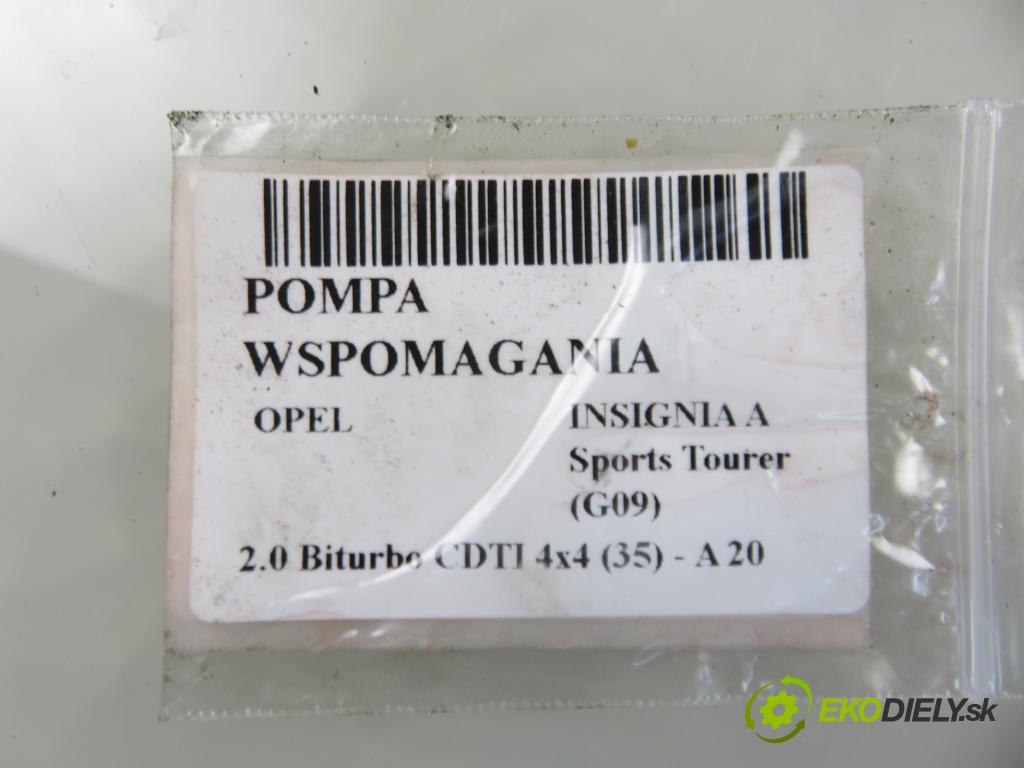 POMPA
WSPOMAGANIA
OPEL
INSIGNIA A
Sports Tourer
(G09)
2.0 Biturbo CDTI 4x4 (35) - A 20
EKODIELY.sk